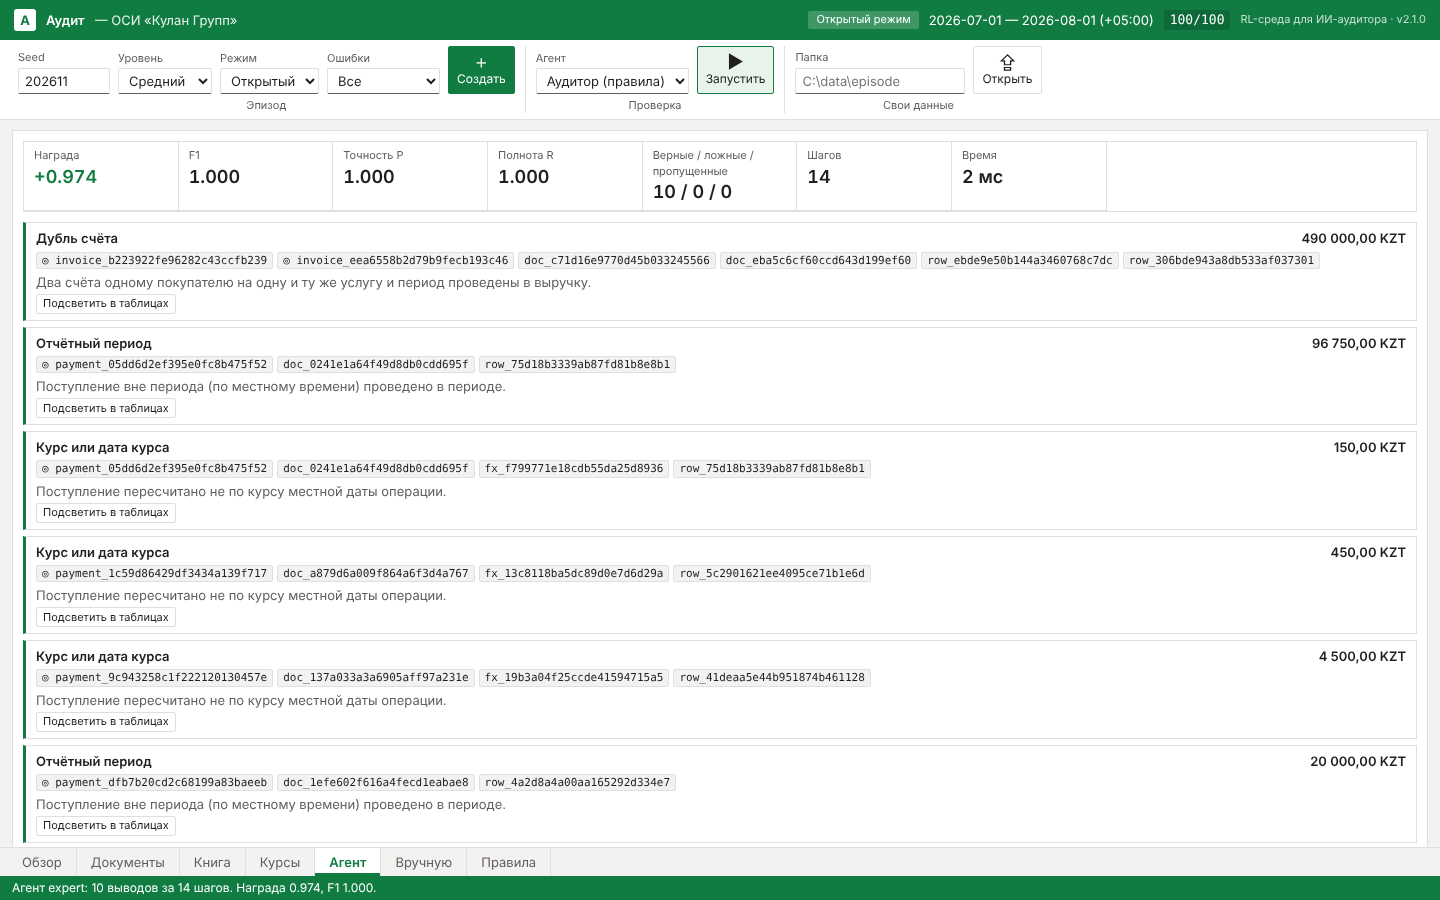 A Аудит — ОСИ «Кулан Групп» Открытый режим 2026-07-01 — 2026-08-01 (+05:00) 100/100 RL-среда для ИИ-аудитора · v2.1.0
Seed Уровень Режим Ошибки Агент Папка
202611 Средний Открытый Все + Создать Аудитор (правила) ▶ Запустить C:\data\episode Открыть
Эпизод Проверка Свои данные
Награда F1 Точность P Полнота R Верные / ложные / пропущенные Шагов Время
+0.974 1.000 1.000 1.000 10 / 0 / 0 14 2 мс
Дубль счёта 490 000,00 KZT
◎ invoice_b223922fe96282c43ccfb239 ◎ invoice_eea6558b2d79b9fecb193c46 doc_c71d16e9770d45b033245566 doc_eba5c6cf60ccd643d199ef60 row_ebde9e50b144a3460768c7dc row_306bde943a8db533af037301
Два счёта одному покупателю на одну и ту же услугу и период проведены в выручку.
Подсветить в таблицах
Отчётный период 96 750,00 KZT
◎ payment_05dd6d2ef395e0fc8b475f52 doc_0241e1a64f49d8db0cdd695f row_75d18b3339ab87fd81b8e8b1
Поступление вне периода (по местному времени) проведено в периоде.
Подсветить в таблицах
Курс или дата курса 150,00 KZT
◎ payment_05dd6d2ef395e0fc8b475f52 doc_0241e1a64f49d8db0cdd695f fx_f799771e18cdb55da25d8936 row_75d18b3339ab87fd81b8e8b1
Поступление пересчитано не по курсу местной даты операции.
Подсветить в таблицах
Курс или дата курса 450,00 KZT
◎ payment_1c59d86429df3434a139f717 doc_a879d6a009f864a6f3d4a767 fx_13c8118ba5dc89d0e7d6d29a row_5c2901621ee4095ce71b1e6d
Поступление пересчитано не по курсу местной даты операции.
Подсветить в таблицах
Курс или дата курса 4 500,00 KZT
◎ payment_9c943258c1f222120130457e doc_137a033a3a6905aff97a231e fx_19b3a04f25ccde41594715a5 row_41deaa5e44b951874b461128
Поступление пересчитано не по курсу местной даты операции.
Подсветить в таблицах
Отчётный период 20 000,00 KZT
◎ payment_dfb7b20cd2c68199a83baeeb doc_1efe602f616a4fecd1eabae8 row_4a2d8a4a00aa165292d334e7
Поступление вне периода (по местному времени) проведено в периоде.
Подсветить в таблицах
Обзор Документы Книга Курсы Агент Вручную Правила
Агент expert: 10 выводов за 14 шагов. Награда 0.974, F1 1.000.